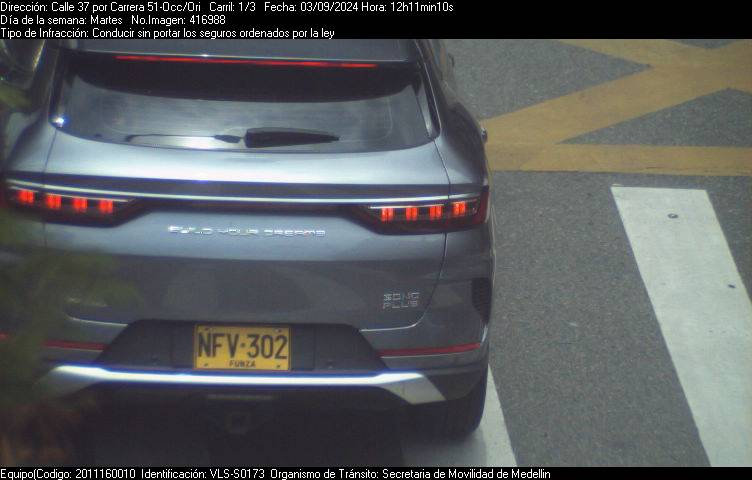 Dirección: Calle 37 por Carrera 51-Occ/Ori Carril: 1/3 Fecha: 03/09/2024 Hora: 12h11min10s
Día de la semana: Martes No.Imagen: 416988
Tipo de Infracción: Conducir sin portar los seguros ordenados por la ley
BUILD YOUR DREAMS
SONG
PLUS
NFV·302
FUNZA
Equipo(Codigo: 2011160010 Identificación: VLS-S0173 Organismo de Tránsito: Secretaria de Movilidad de Medellin